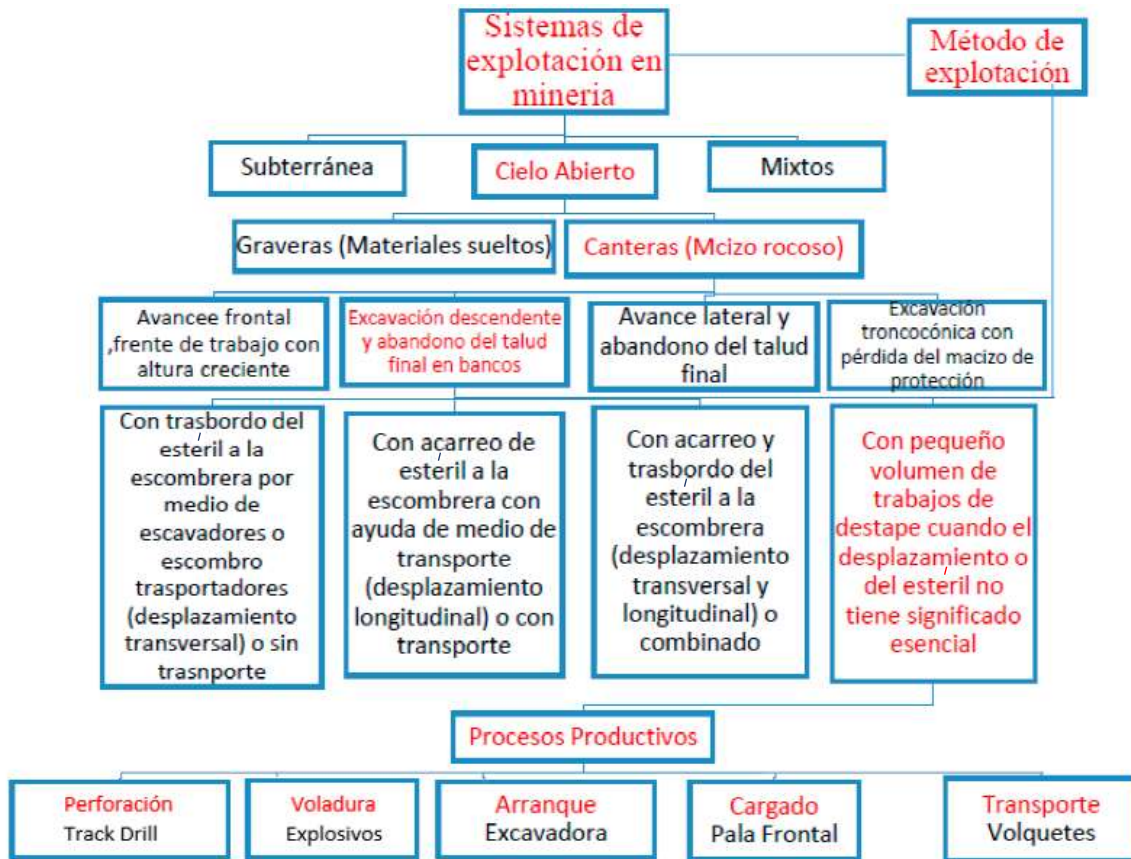 Sistemas de
explotación en
mineria
Método de
explotación
Subterránea
Cielo Abierto
Mixtos
Graveras (Materiales sueltos)
Canteras (Mcizo rocoso)
Avancee frontal
,frente de trabajo con
altura creciente
Excavación descendente
y abandono del talud
final en bancos
Avance lateral y
abandono del talud
final
Excavación
troncocónica con
pérdida del macizo de
protección
Con trasbordo del
estéril a la
escombrera por
medio de
escavadores o
escombro
trasportadores
(desplazamiento
transversal) o sin
trasnporte
Con acarreo de
estéril a la
escombrera con
ayuda de medio de
transporte
(desplazamiento
longitudinal) o con
transporte
Con acarreo y
trasbordo del
estéril a la
escombrera
(desplazamiento
transversal y
longitudinal) o
combinado
Con pequeño
volumen de
trabajos de
destape cuando el
desplazamiento o
del estéril no
tiene significado
esencial
Procesos Productivos
Perforación
Track Drill
Voladura
Explosivos
Arranque
Excavadora
Cargado
Pala Frontal
Transporte
Volquetes